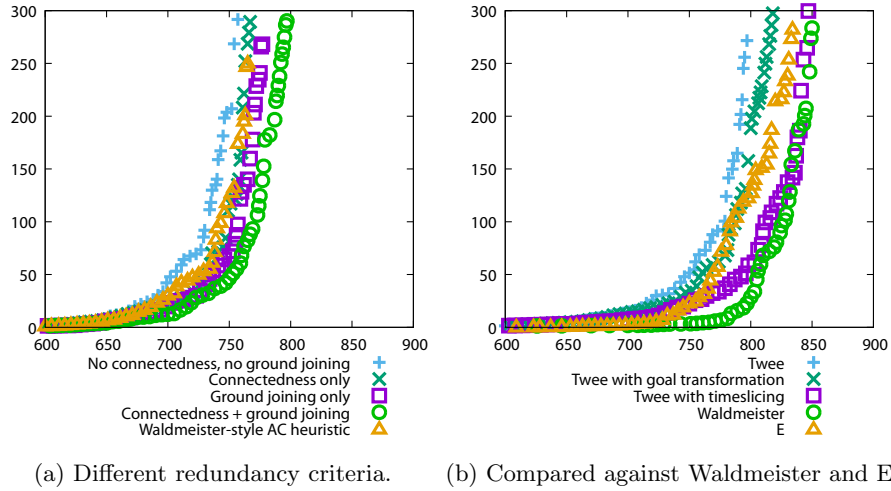 300
250
200
150
100
50
0
600 650 700 750 800 850 900
No connectedness, no ground joining
Connectedness only
Ground joining only
Connectedness + ground joining
Waldmeister-style AC heuristic
(a) Different redundancy criteria.
300
250
200
150
100
50
0
600 650 700 750 800 850 900
Twee
Twee with goal transformation
Twee with timeslicing
Waldmeister
E
(b) Compared against Waldmeister and E